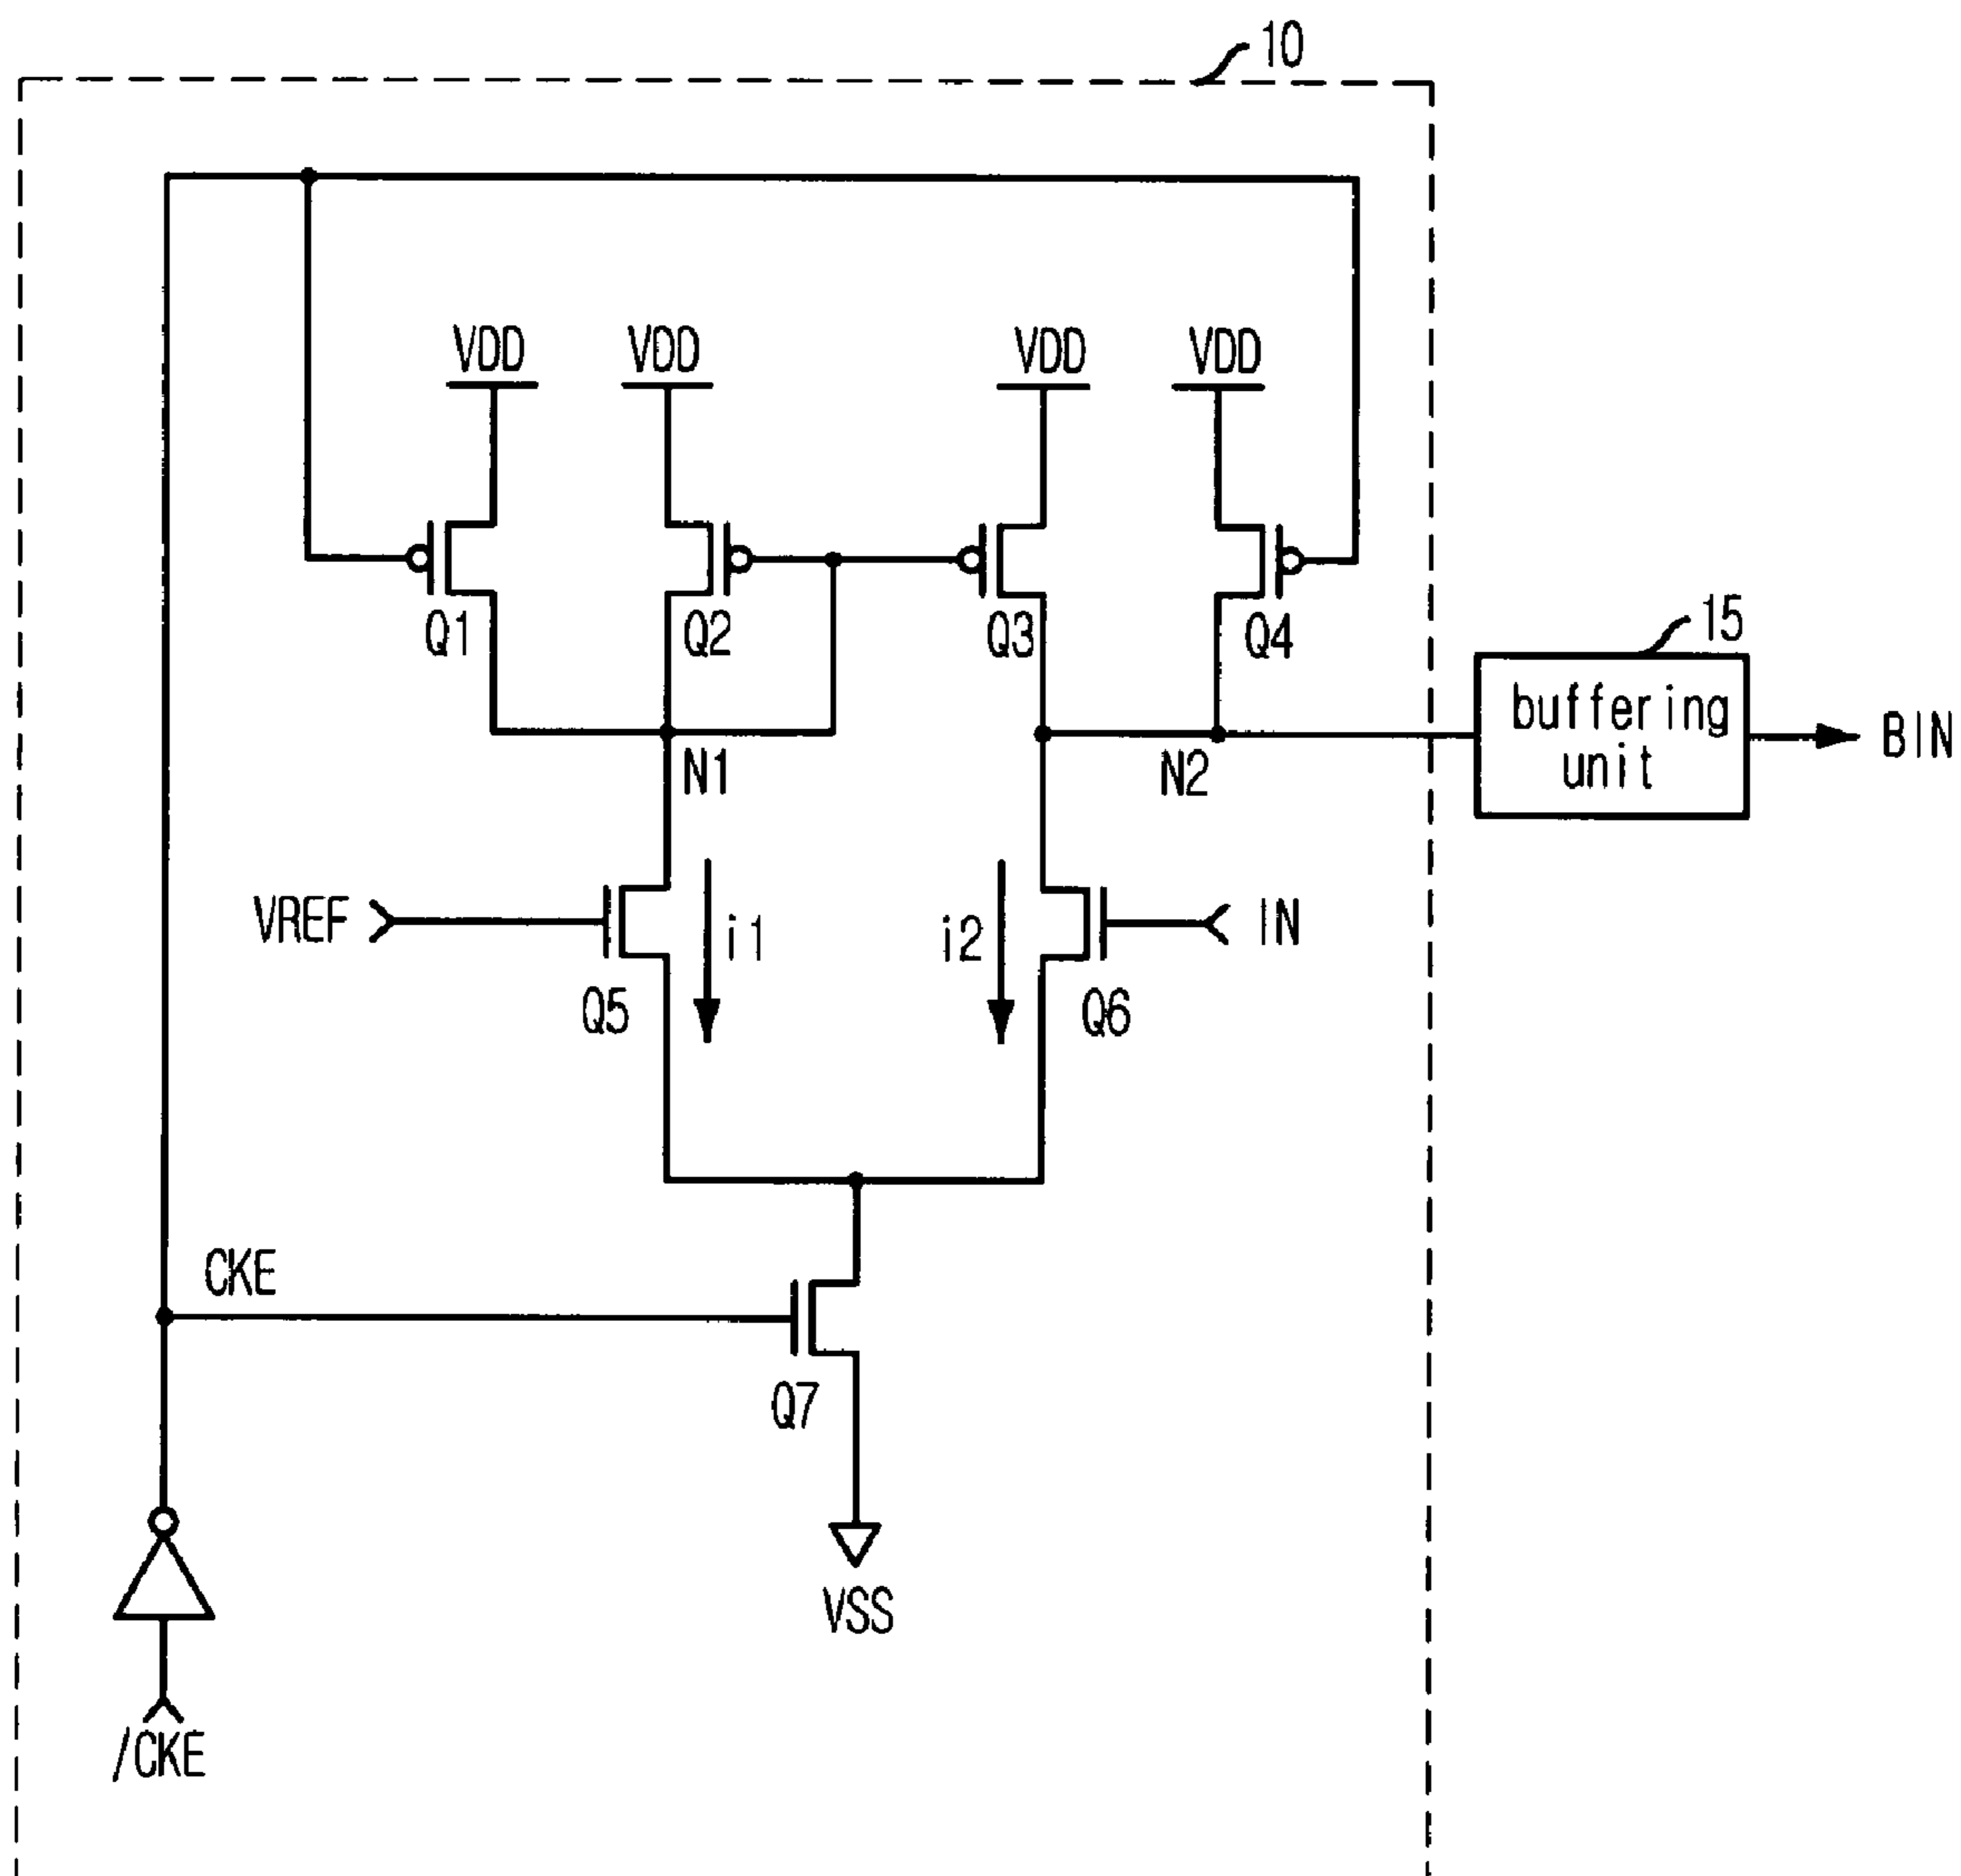 10
VDD VDD VDD VDD
Q1 Q2 Q3 Q4
15
buffering
unit
BIN
N1 N2
VREF i1 i2 IN
Q5 Q6
CKE
Q7
VSS
/CKE